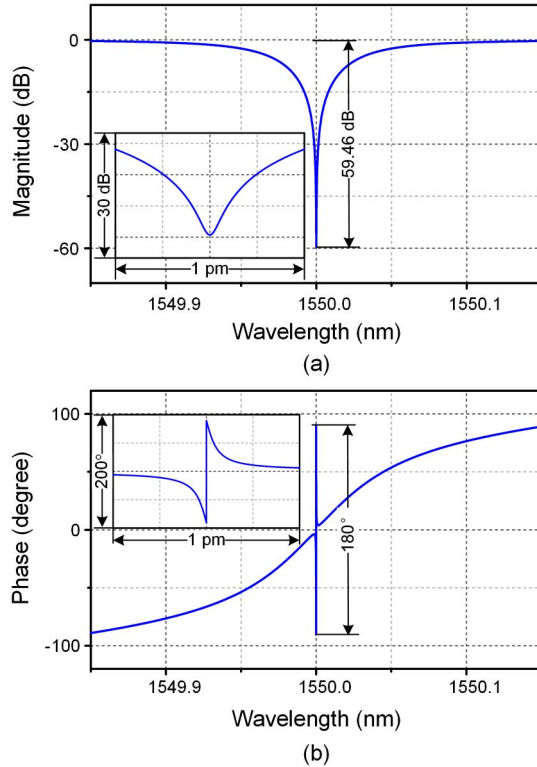 0
-30
-60
Magnitude (dB)
59.46 dB
30 dB
1 pm
1549.9
1550.0
1550.1
Wavelength (nm)
(a)
100
0
-100
Phase (degree)
200°
1 pm
180°
1549.9
1550.0
1550.1
Wavelength (nm)
(b)